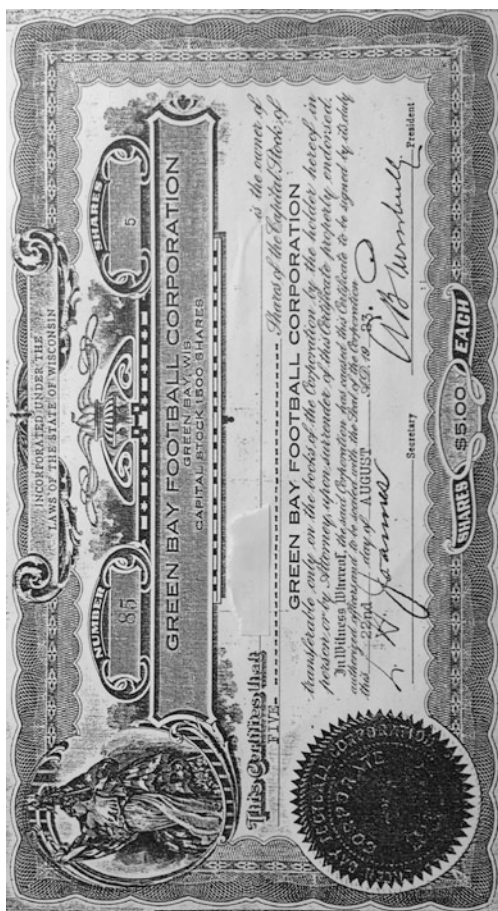 INCORPORATED UNDER THE
LAWS OF THE STATE OF WISCONSIN
NUMBER
85
SHARES
5
GREEN BAY FOOTBALL CORPORATION
GREEN BAY, WIS.
CAPITAL STOCK 1500 SHARES
This Certifies that
is the owner of
FIVE Shares of the Capital Stock of
GREEN BAY FOOTBALL CORPORATION
transferable only on the books of the Corporation by the holder hereof in
person or by Attorney upon surrender of this Certificate properly endorsed.
In Witness Whereof, the said Corporation has caused this Certificate to be signed by its duly
authorized officers and to be sealed with the Seal of the Corporation
this 22nd day of AUGUST A.D. 19 23.
Joannes
A B Turnbull
Secretary
President
CORPORATE
CORPORATION
SHARES $5.00 EACH